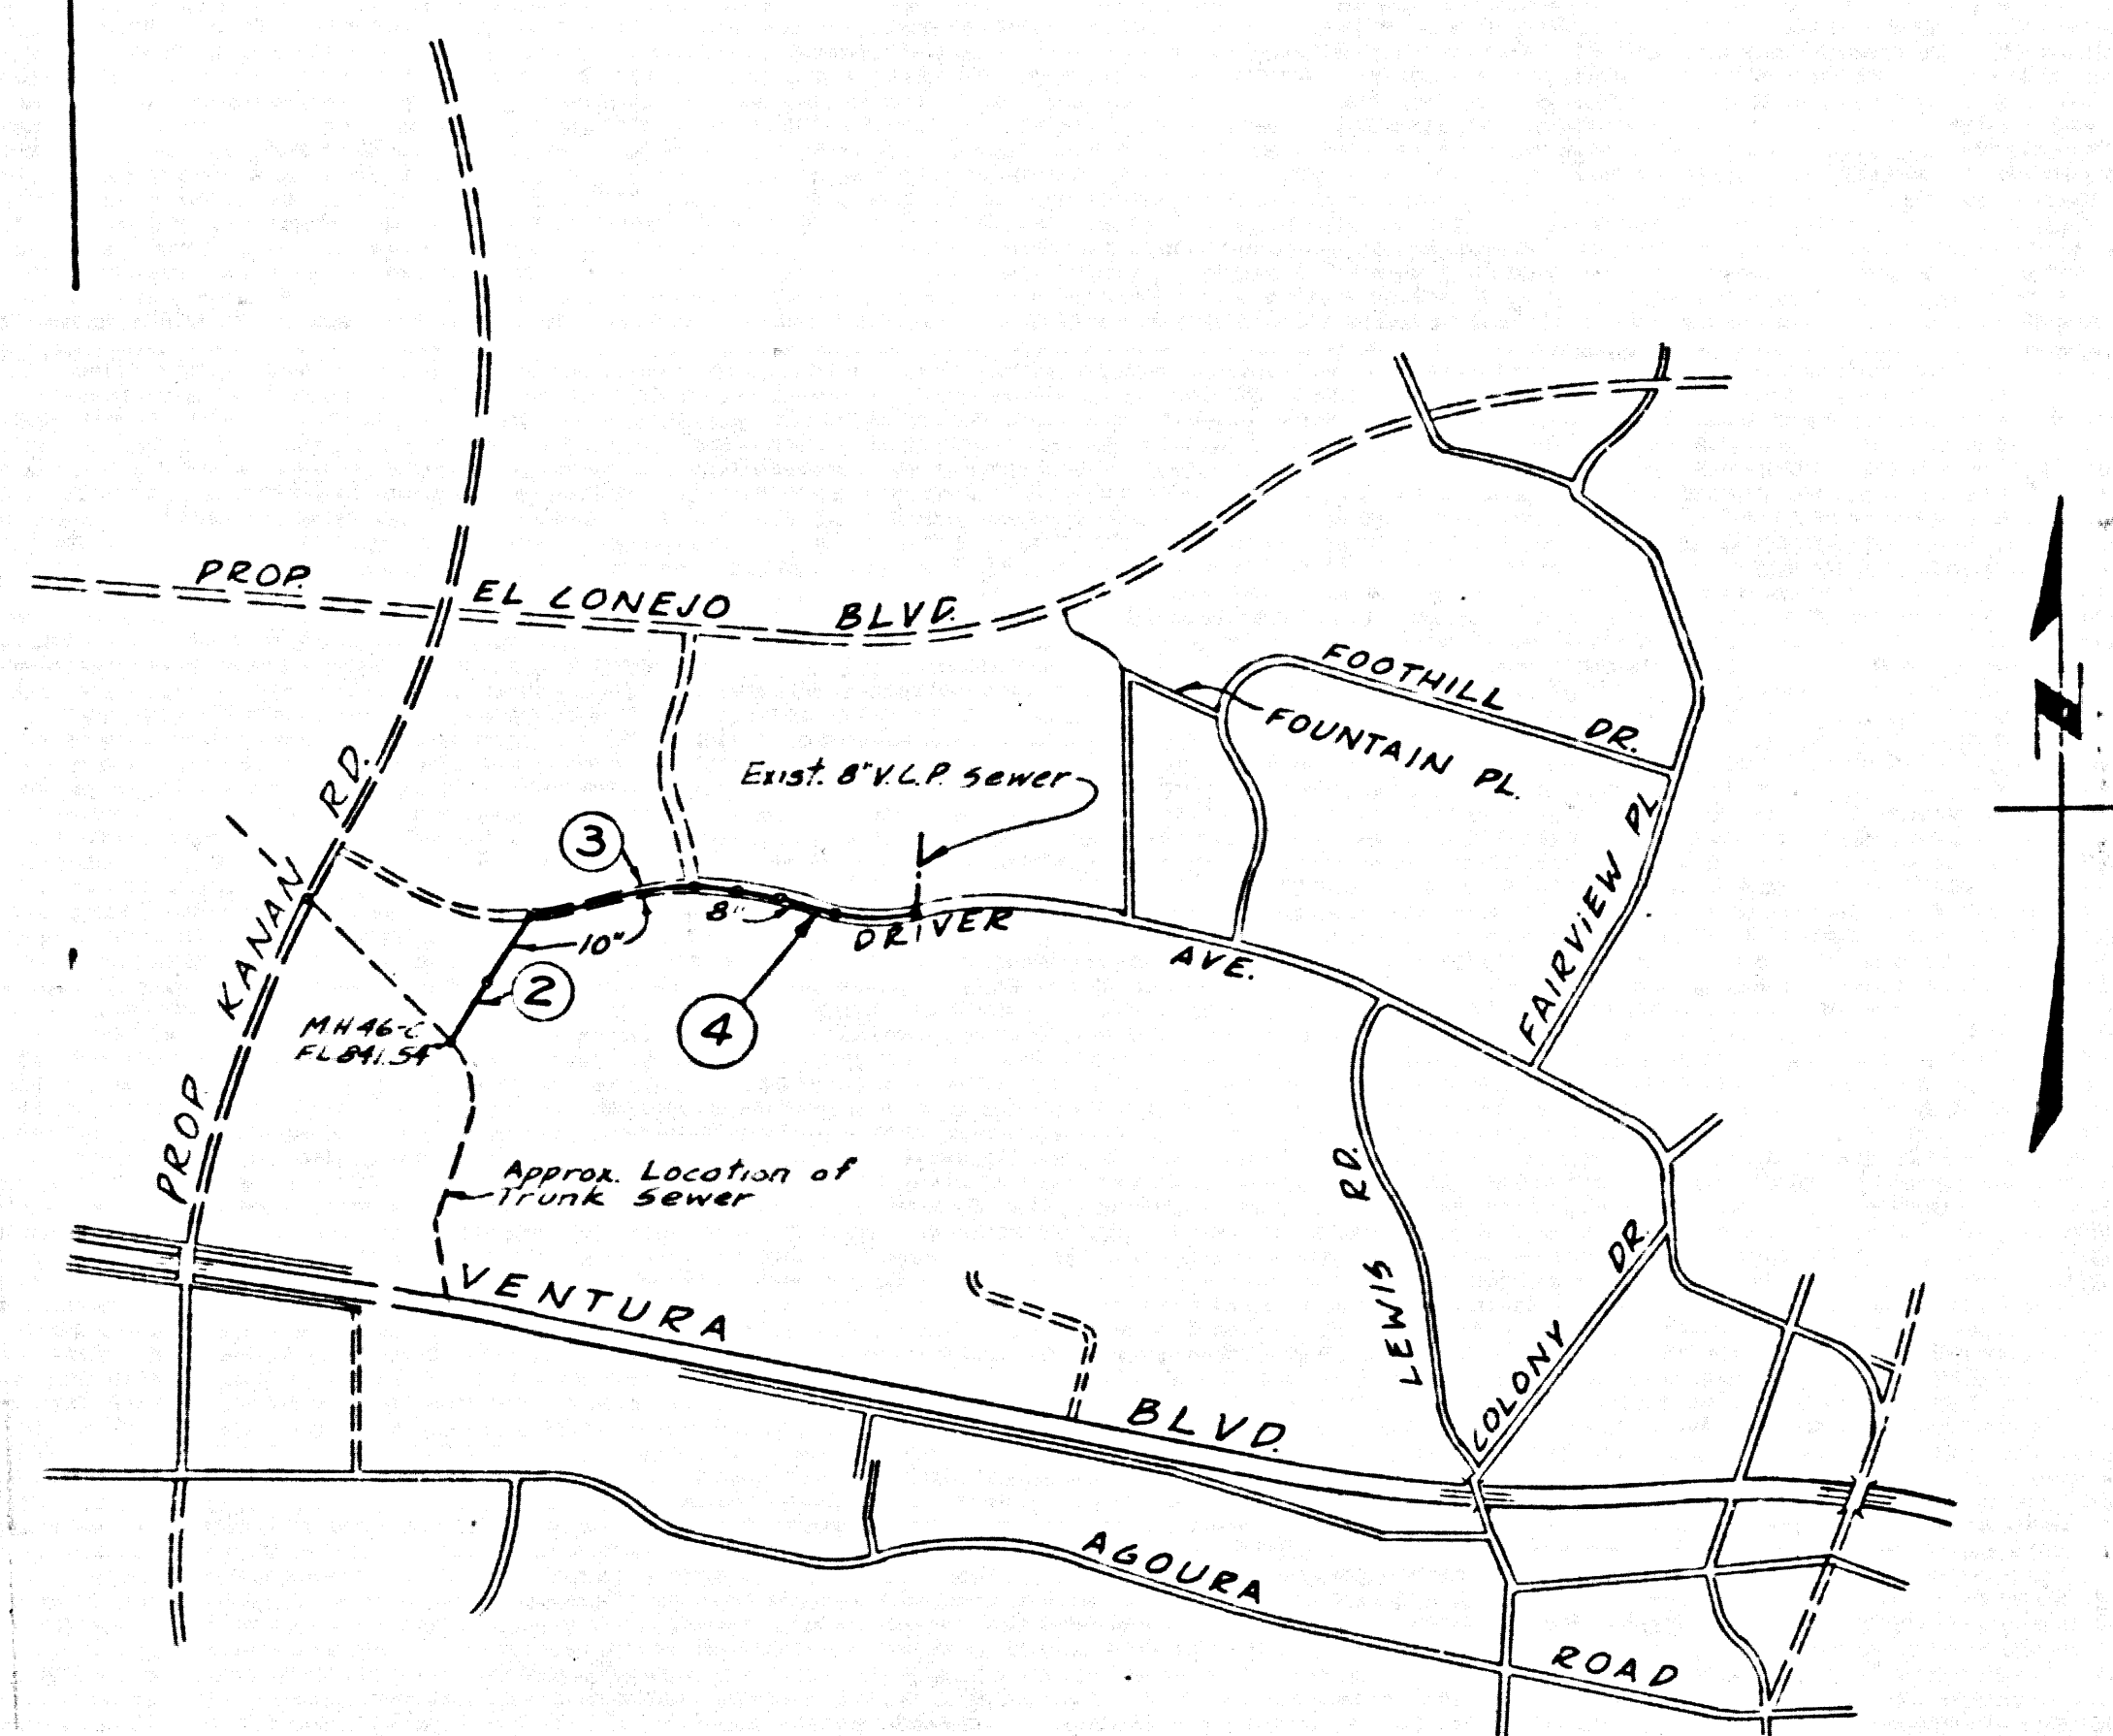 PROP.
EL CONEJO
BLVD.
FOOTHILL
DR.
FOUNTAIN PL.
Exist. 8" V.C.P. Sewer
RD.
KANAN
PROP.
3
8"
10"
DRIVER
AVE.
FAIRVIEW PL.
2
4
MH 46-C
FL 841.54
Approx. Location of
Trunk Sewer
VENTURA
BLVD.
LEWIS RD.
COLONY DR.
AGOURA
ROAD
N